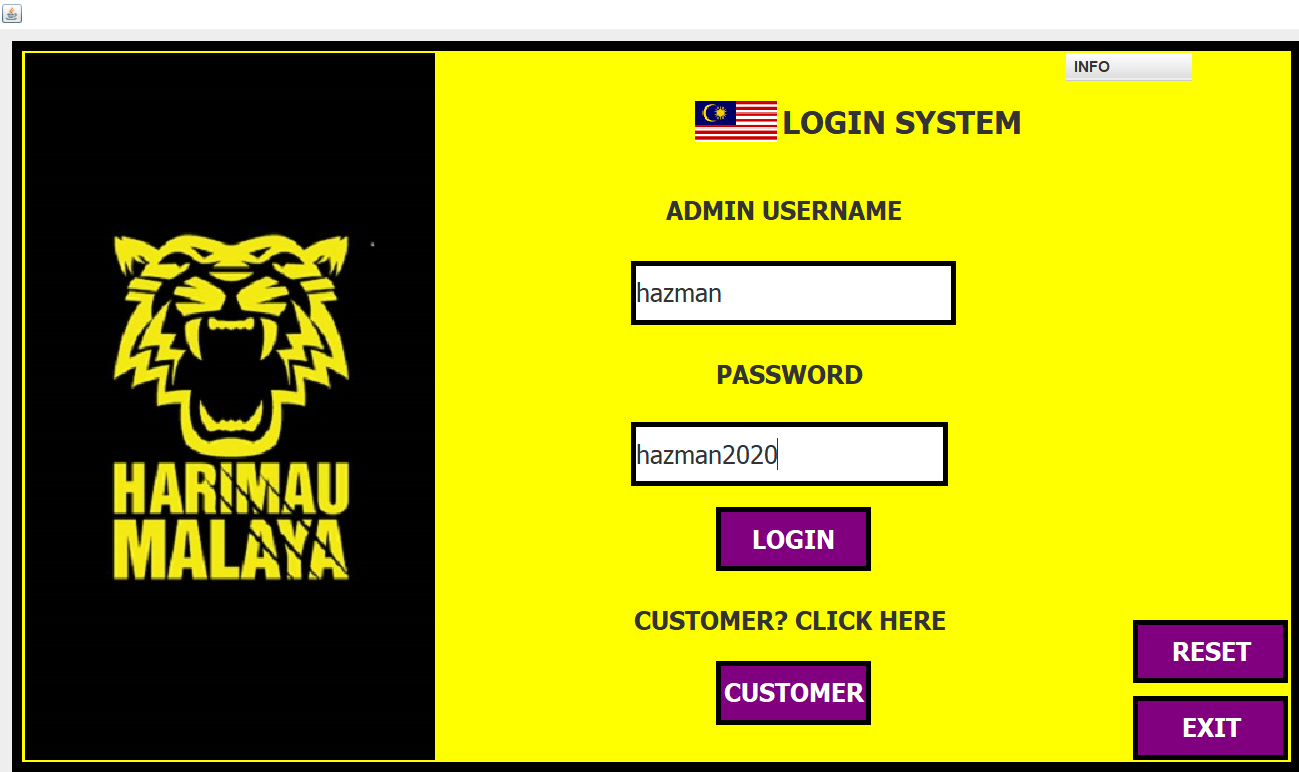 INFO
LOGIN SYSTEM
ADMIN USERNAME
hazman
PASSWORD
hazman2020
LOGIN
CUSTOMER? CLICK HERE
CUSTOMER
RESET
EXIT
HARIMAU
MALAYA